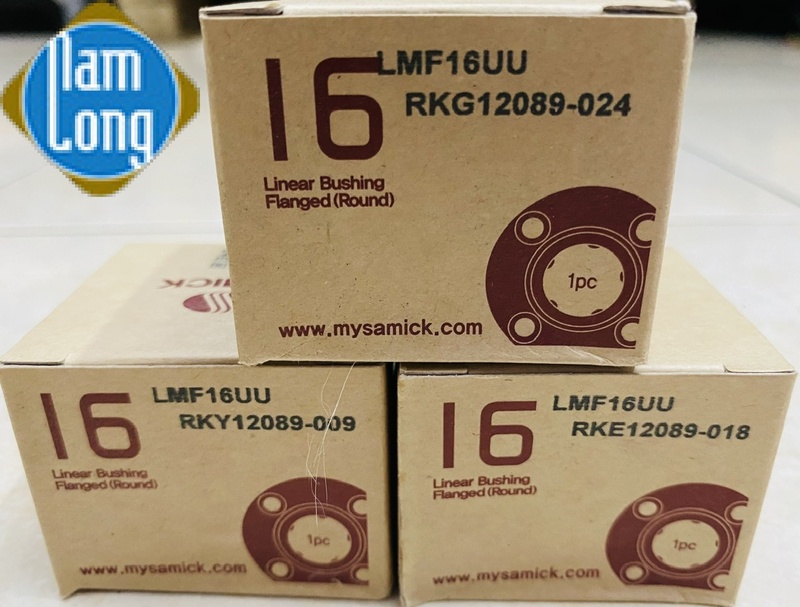 Nam
Long
16
LMF16UU
RKG12089-024
Linear Bushing
Flanged (Round)
1pc
www.mysamick.com
16
LMF16UU
RKY12089-009
Linear Bushing
Flanged (Round)
1pc
www.mysamick.com
16
LMF16UU
RKE12089-018
Linear Bushing
Flanged (Round)
1pc
www.mysamick.com